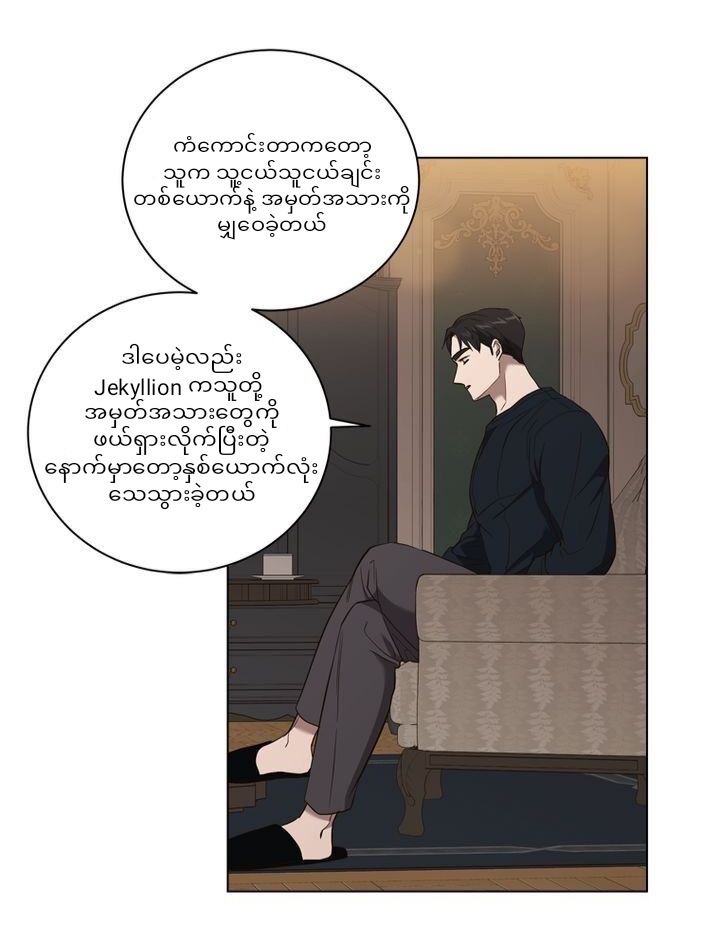 ကံကောင်းတာကတော့
သူက သူ့ငယ်သူငယ်ချင်း
တစ်ယောက်နဲ့ အမှတ်အသားကို
မျှဝေခဲ့တယ်
ဒါပေမဲ့လည်း
Jekyllion ကသူတို့
အမှတ်အသားတွေကို
ဖယ်ရှားလိုက်ပြီးတဲ့
နောက်မှာတော့နှစ်ယောက်လုံး
သေသွားခဲ့တယ်